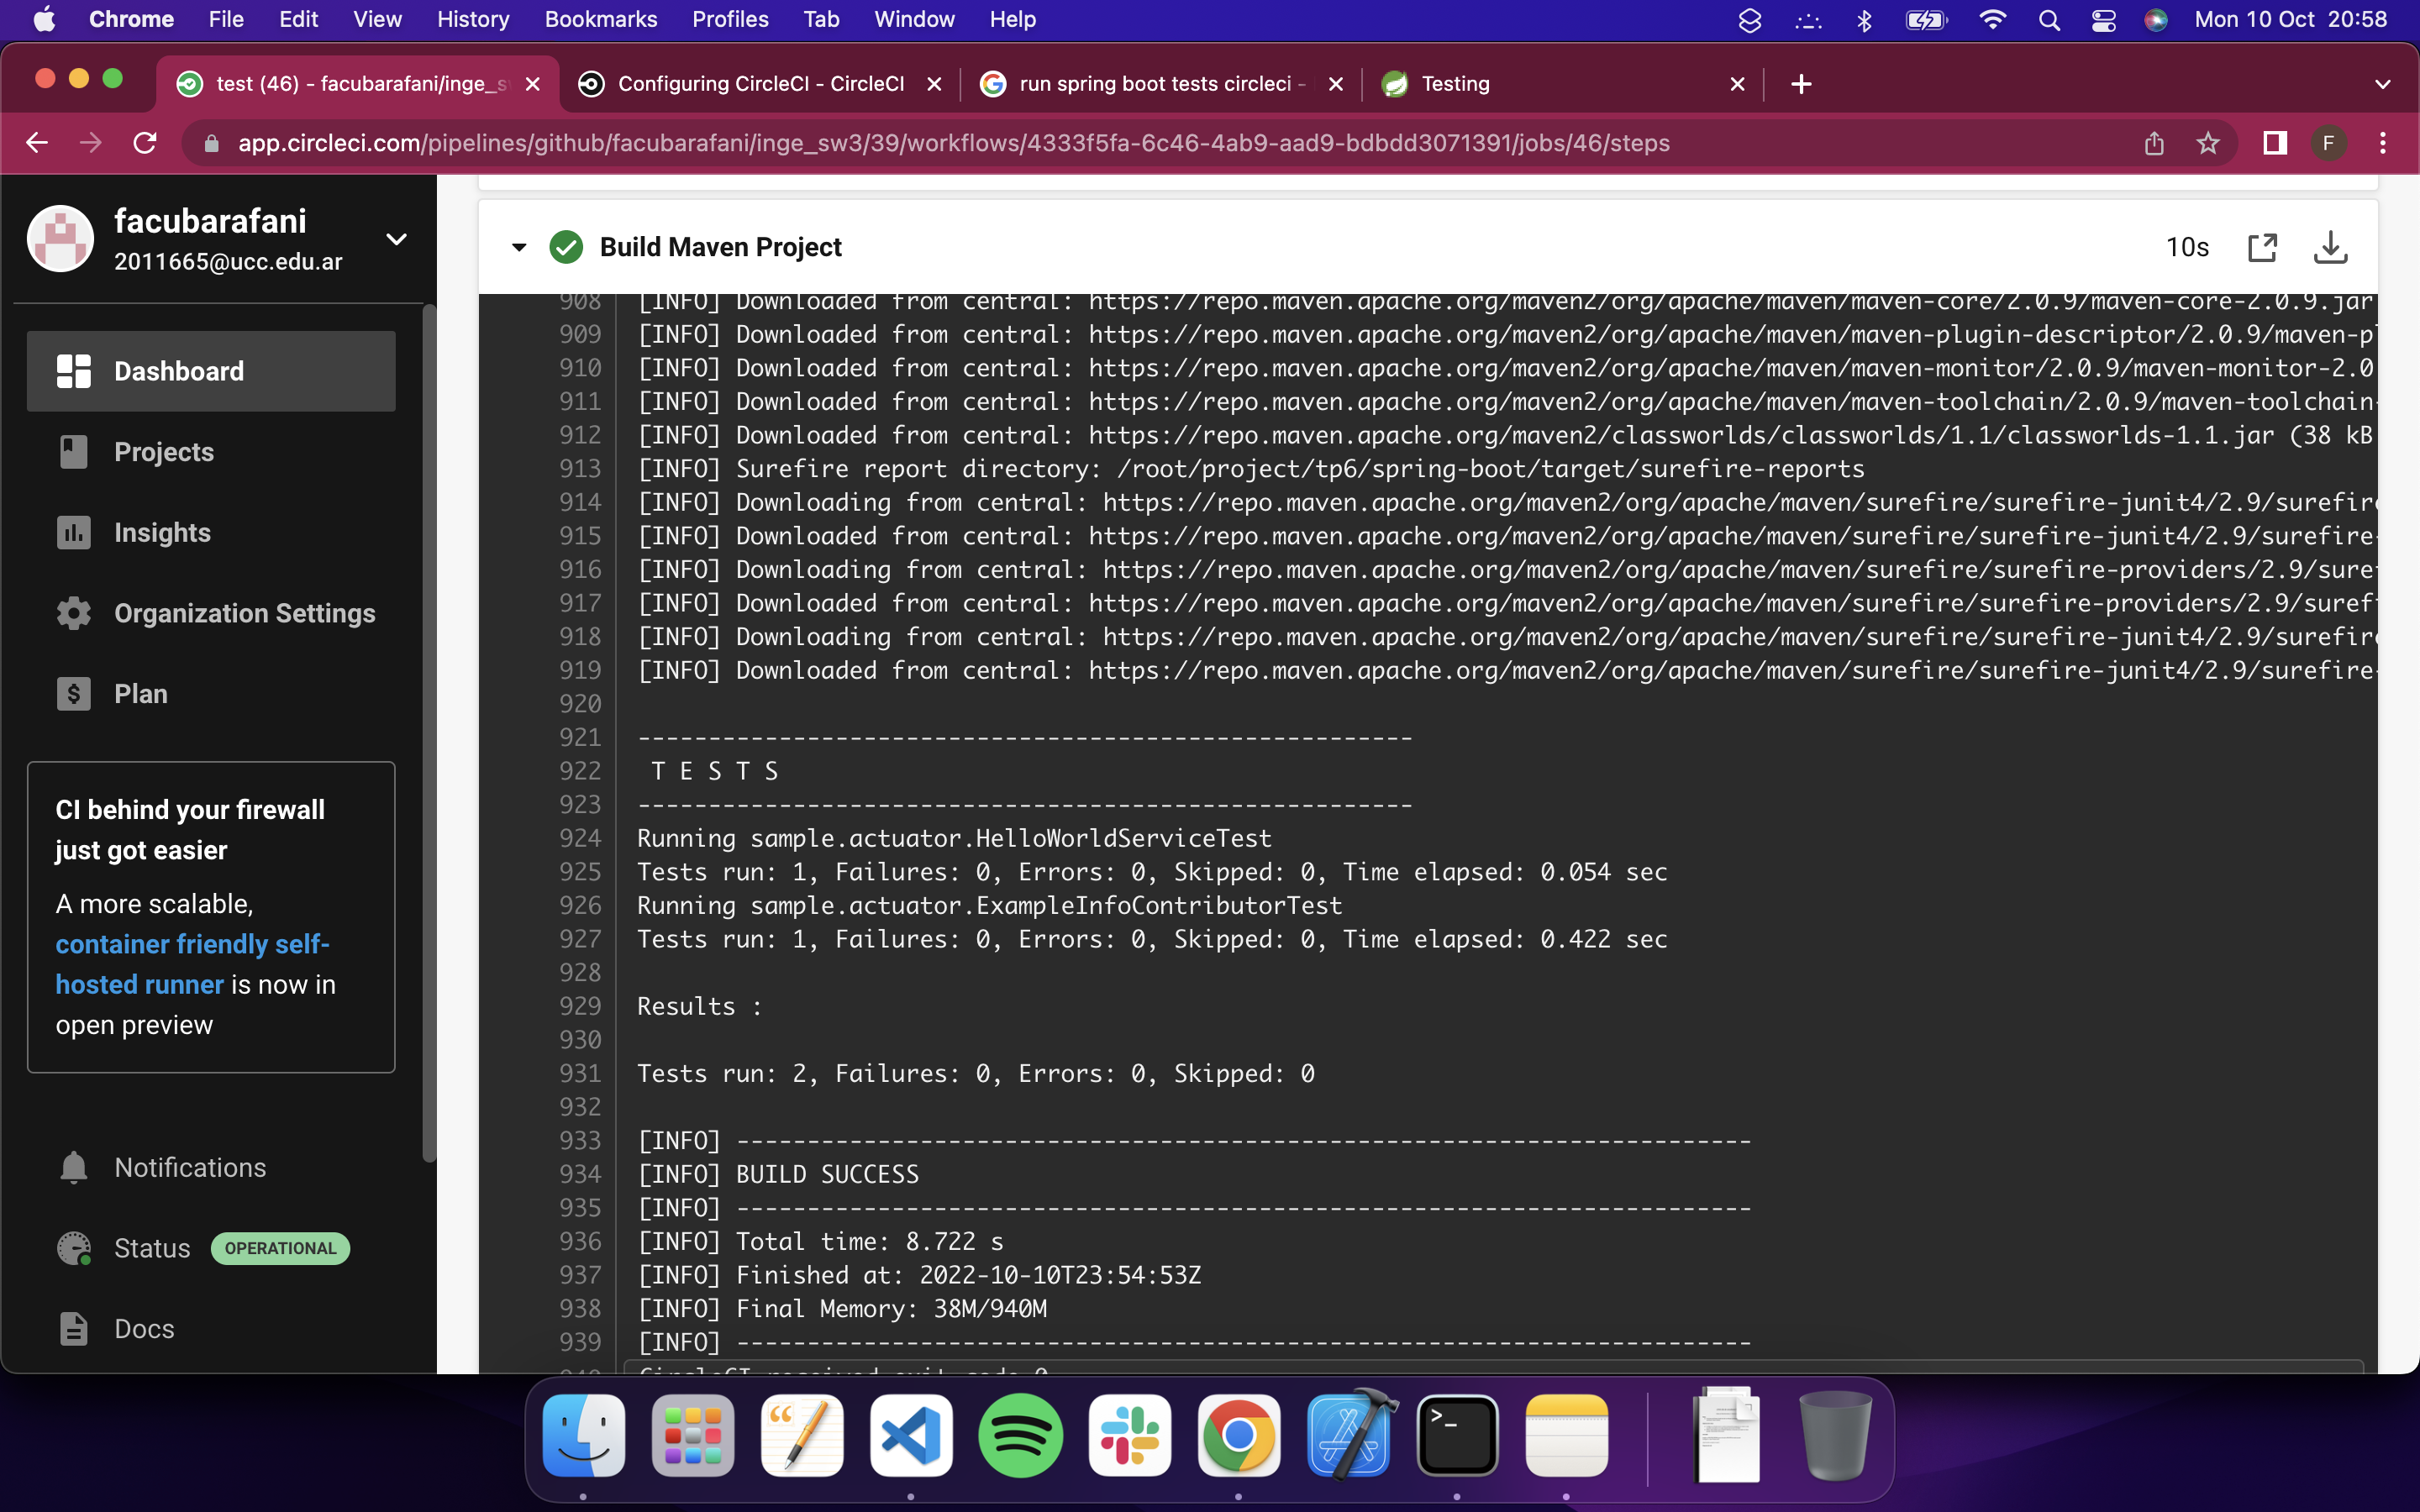 Chrome File Edit View History Bookmarks Profiles Tab Window Help Mon 10 Oct 20:58
test (46) - facubarafani/inge_s Configuring CircleCI - CircleCI run spring boot tests circleci - Testing
app.circleci.com/pipelines/github/facubarafani/inge_sw3/39/workflows/4333f5fa-6c46-4ab9-aad9-bdbdd3071391/jobs/46/steps F
facubarafani
2011665@ucc.edu.ar
Dashboard
Projects
Insights
Organization Settings
Plan
CI behind your firewall
just got easier
A more scalable,
container friendly self-
hosted runner is now in
open preview
Notifications
Status OPERATIONAL
Docs
Build Maven Project 10s
908 [INFO] Downloaded from central: https://repo.maven.apache.org/maven2/org/apache/maven/maven-core/2.0.9/maven-core-2.0.9.jar
909 [INFO] Downloaded from central: https://repo.maven.apache.org/maven2/org/apache/maven/maven-plugin-descriptor/2.0.9/maven-pl
910 [INFO] Downloaded from central: https://repo.maven.apache.org/maven2/org/apache/maven/maven-monitor/2.0.9/maven-monitor-2.0
911 [INFO] Downloaded from central: https://repo.maven.apache.org/maven2/org/apache/maven/maven-toolchain/2.0.9/maven-toolchain-
912 [INFO] Downloaded from central: https://repo.maven.apache.org/maven2/classworlds/classworlds/1.1/classworlds-1.1.jar (38 kB
913 [INFO] Surefire report directory: /root/project/tp6/spring-boot/target/surefire-reports
914 [INFO] Downloading from central: https://repo.maven.apache.org/maven2/org/apache/maven/surefire/surefire-junit4/2.9/surefire
915 [INFO] Downloaded from central: https://repo.maven.apache.org/maven2/org/apache/maven/surefire/surefire-junit4/2.9/surefire-
916 [INFO] Downloading from central: https://repo.maven.apache.org/maven2/org/apache/maven/surefire/surefire-providers/2.9/suref
917 [INFO] Downloaded from central: https://repo.maven.apache.org/maven2/org/apache/maven/surefire/surefire-providers/2.9/surefi
918 [INFO] Downloading from central: https://repo.maven.apache.org/maven2/org/apache/maven/surefire/surefire-junit4/2.9/surefire
919 [INFO] Downloaded from central: https://repo.maven.apache.org/maven2/org/apache/maven/surefire/surefire-junit4/2.9/surefire-
920
921 -------------------------------------------------------
922 T E S T S
923 -------------------------------------------------------
924 Running sample.actuator.HelloWorldServiceTest
925 Tests run: 1, Failures: 0, Errors: 0, Skipped: 0, Time elapsed: 0.054 sec
926 Running sample.actuator.ExampleInfoContributorTest
927 Tests run: 1, Failures: 0, Errors: 0, Skipped: 0, Time elapsed: 0.422 sec
928
929 Results :
930
931 Tests run: 2, Failures: 0, Errors: 0, Skipped: 0
932
933 [INFO] ------------------------------------------------------------------------
934 [INFO] BUILD SUCCESS
935 [INFO] ------------------------------------------------------------------------
936 [INFO] Total time: 8.722 s
937 [INFO] Finished at: 2022-10-10T23:54:53Z
938 [INFO] Final Memory: 38M/940M
939 [INFO] ------------------------------------------------------------------------
940 CircleCI received exit code 0